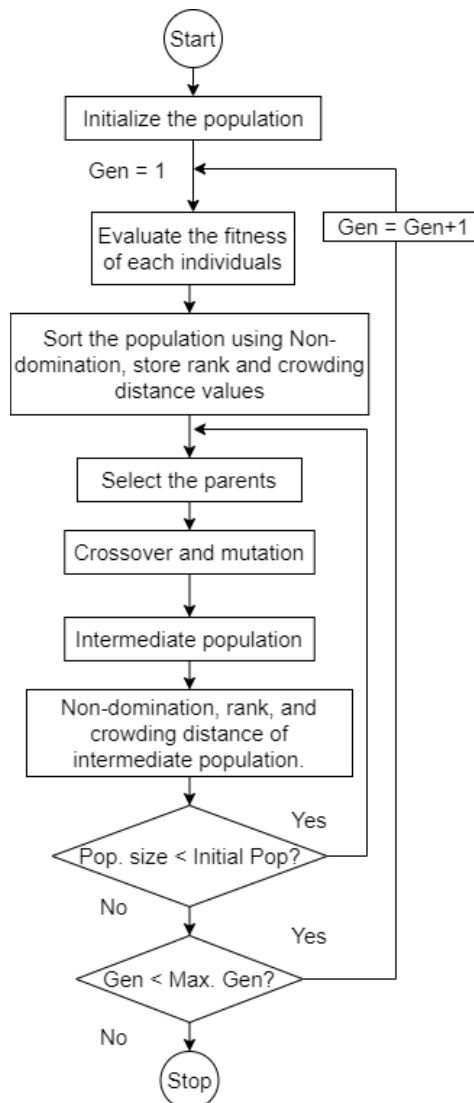 Start
Initialize the population
Gen = 1
Gen = Gen+1
Evaluate the fitness
of each individuals
Sort the population using Non-
domination, store rank and crowding
distance values
Select the parents
Crossover and mutation
Intermediate population
Non-domination, rank, and
crowding distance of
intermediate population.
Yes
Pop. size < Initial Pop?
No
Yes
Gen < Max. Gen?
No
Stop